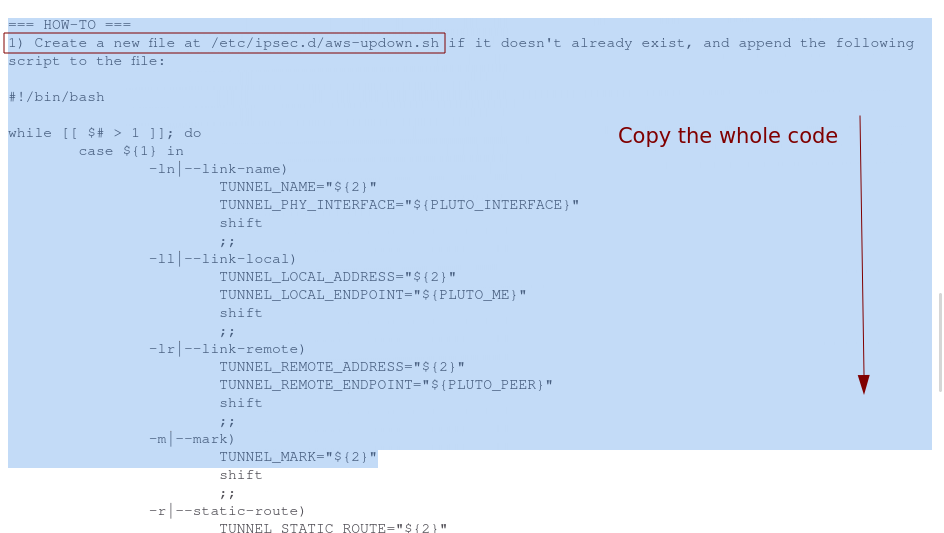 === HOW-TO ===
1) Create a new file at /etc/ipsec.d/aws-updown.sh if it doesn't already exist, and append the following
script to the file:
#!/bin/bash
while [[ $# > 1 ]]; do
case ${1} in
-ln|--link-name)
TUNNEL_NAME="${2}"
TUNNEL_PHY_INTERFACE="${PLUTO_INTERFACE}"
shift
;;
-ll|--link-local)
TUNNEL_LOCAL_ADDRESS="${2}"
TUNNEL_LOCAL_ENDPOINT="${PLUTO_ME}"
shift
;;
-lr|--link-remote)
TUNNEL_REMOTE_ADDRESS="${2}"
TUNNEL_REMOTE_ENDPOINT="${PLUTO_PEER}"
shift
;;
-m|--mark)
TUNNEL_MARK="${2}"
shift
;;
-r|--static-route)
TUNNEL_STATIC_ROUTE="${2}"
Copy the whole code